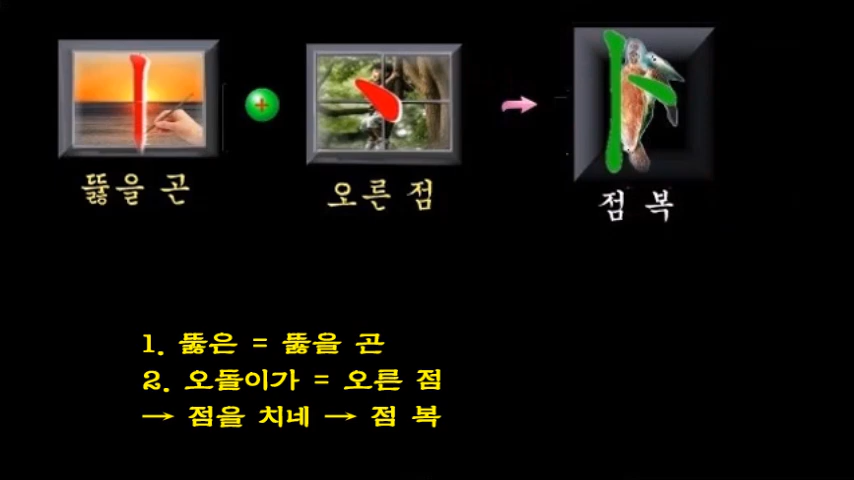 뚫을 곤
오른 점
점 복
1. 뚫은 = 뚫을 곤
2. 오돌이가 = 오른 점
→ 점을 치네 → 점 복